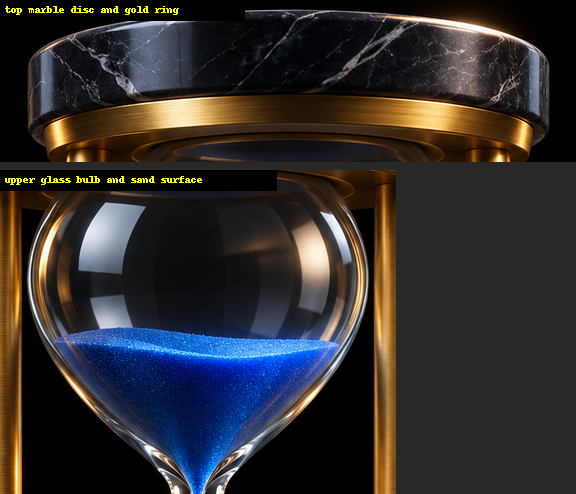 top marble disc and gold ring
upper glass bulb and sand surface